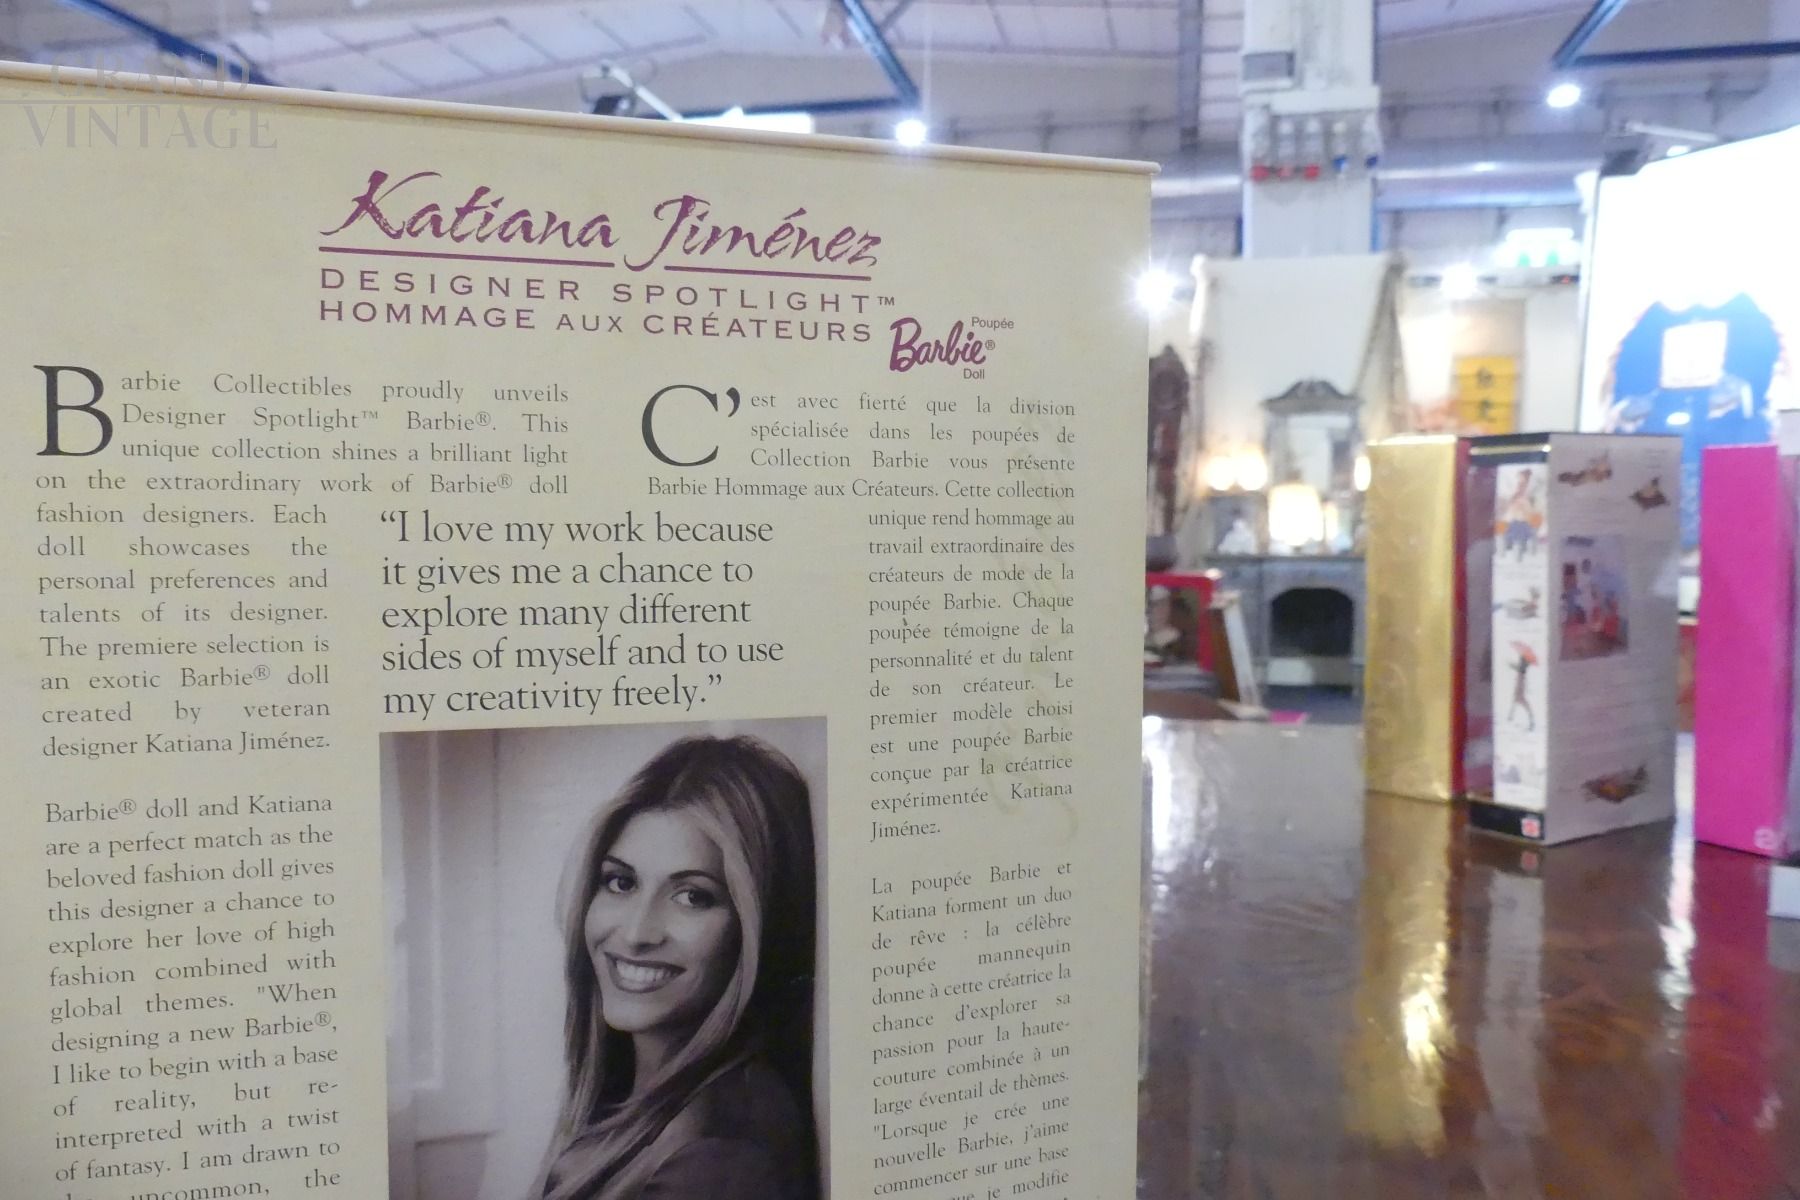 GRAND
VINTAGE
Katiana Jiménez
DESIGNER SPOTLIGHT™
HOMMAGE AUX CRÉATEURS
Poupée
Barbie®
Doll
Barbie Collectibles proudly unveils
Designer Spotlight™ Barbie®. This
unique collection shines a brilliant light
on the extraordinary work of Barbie® doll
fashion designers. Each
doll showcases the
personal preferences and
talents of its designer.
The premiere selection is
an exotic Barbie® doll
created by veteran
designer Katiana Jiménez.
Barbie® doll and Katiana
are a perfect match as the
beloved fashion doll gives
this designer a chance to
explore her love of high
fashion combined with
global themes. "When
designing a new Barbie®,
I like to begin with a base
of reality, but re-
interpreted with a twist
of fantasy. I am drawn to
uncommon, the
“I love my work because
it gives me a chance to
explore many different
sides of myself and to use
my creativity freely.”
C’est avec fierté que la division
spécialisée dans les poupées de
Collection Barbie vous présente
Barbie Hommage aux Créateurs. Cette collection
unique rend hommage au
travail extraordinaire des
créateurs de mode de la
poupée Barbie. Chaque
poupée témoigne de la
personnalité et du talent
de son créateur. Le
premier modèle choisi
est une poupée Barbie
conçue par la créatrice
expérimentée Katiana
Jiménez.
La poupée Barbie et
Katiana forment un duo
de rêve : la célèbre
poupée mannequin
donne à cette créatrice la
chance d'explorer sa
passion pour la haute-
couture combinée à un
large éventail de thèmes.
"Lorsque je crée une
nouvelle Barbie, j'aime
commencer sur une base
je modifie